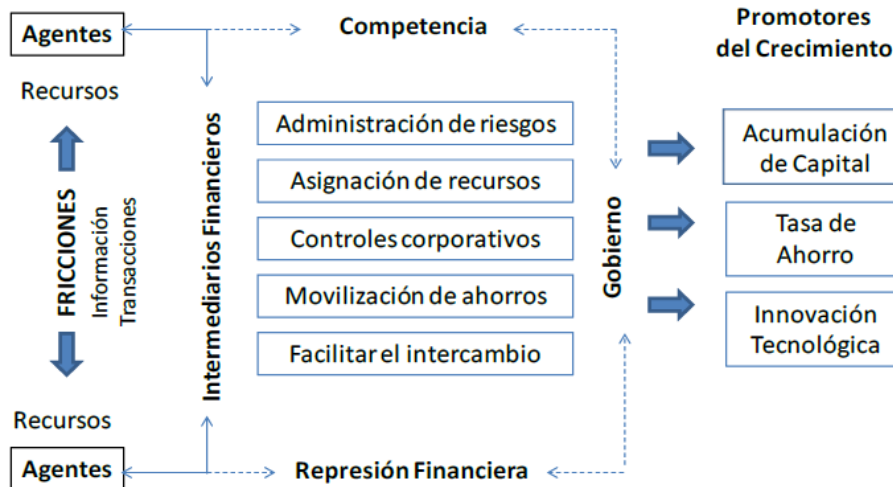 Agentes
Competencia
Promotores
del Crecimiento
Recursos
FRICCIONES
Información
Transacciones
Intermediarios Financieros
Administración de riesgos
Asignación de recursos
Controles corporativos
Movilización de ahorros
Facilitar el intercambio
Gobierno
Acumulación
de Capital
Tasa de
Ahorro
Innovación
Tecnológica
Recursos
Agentes
Represión Financiera